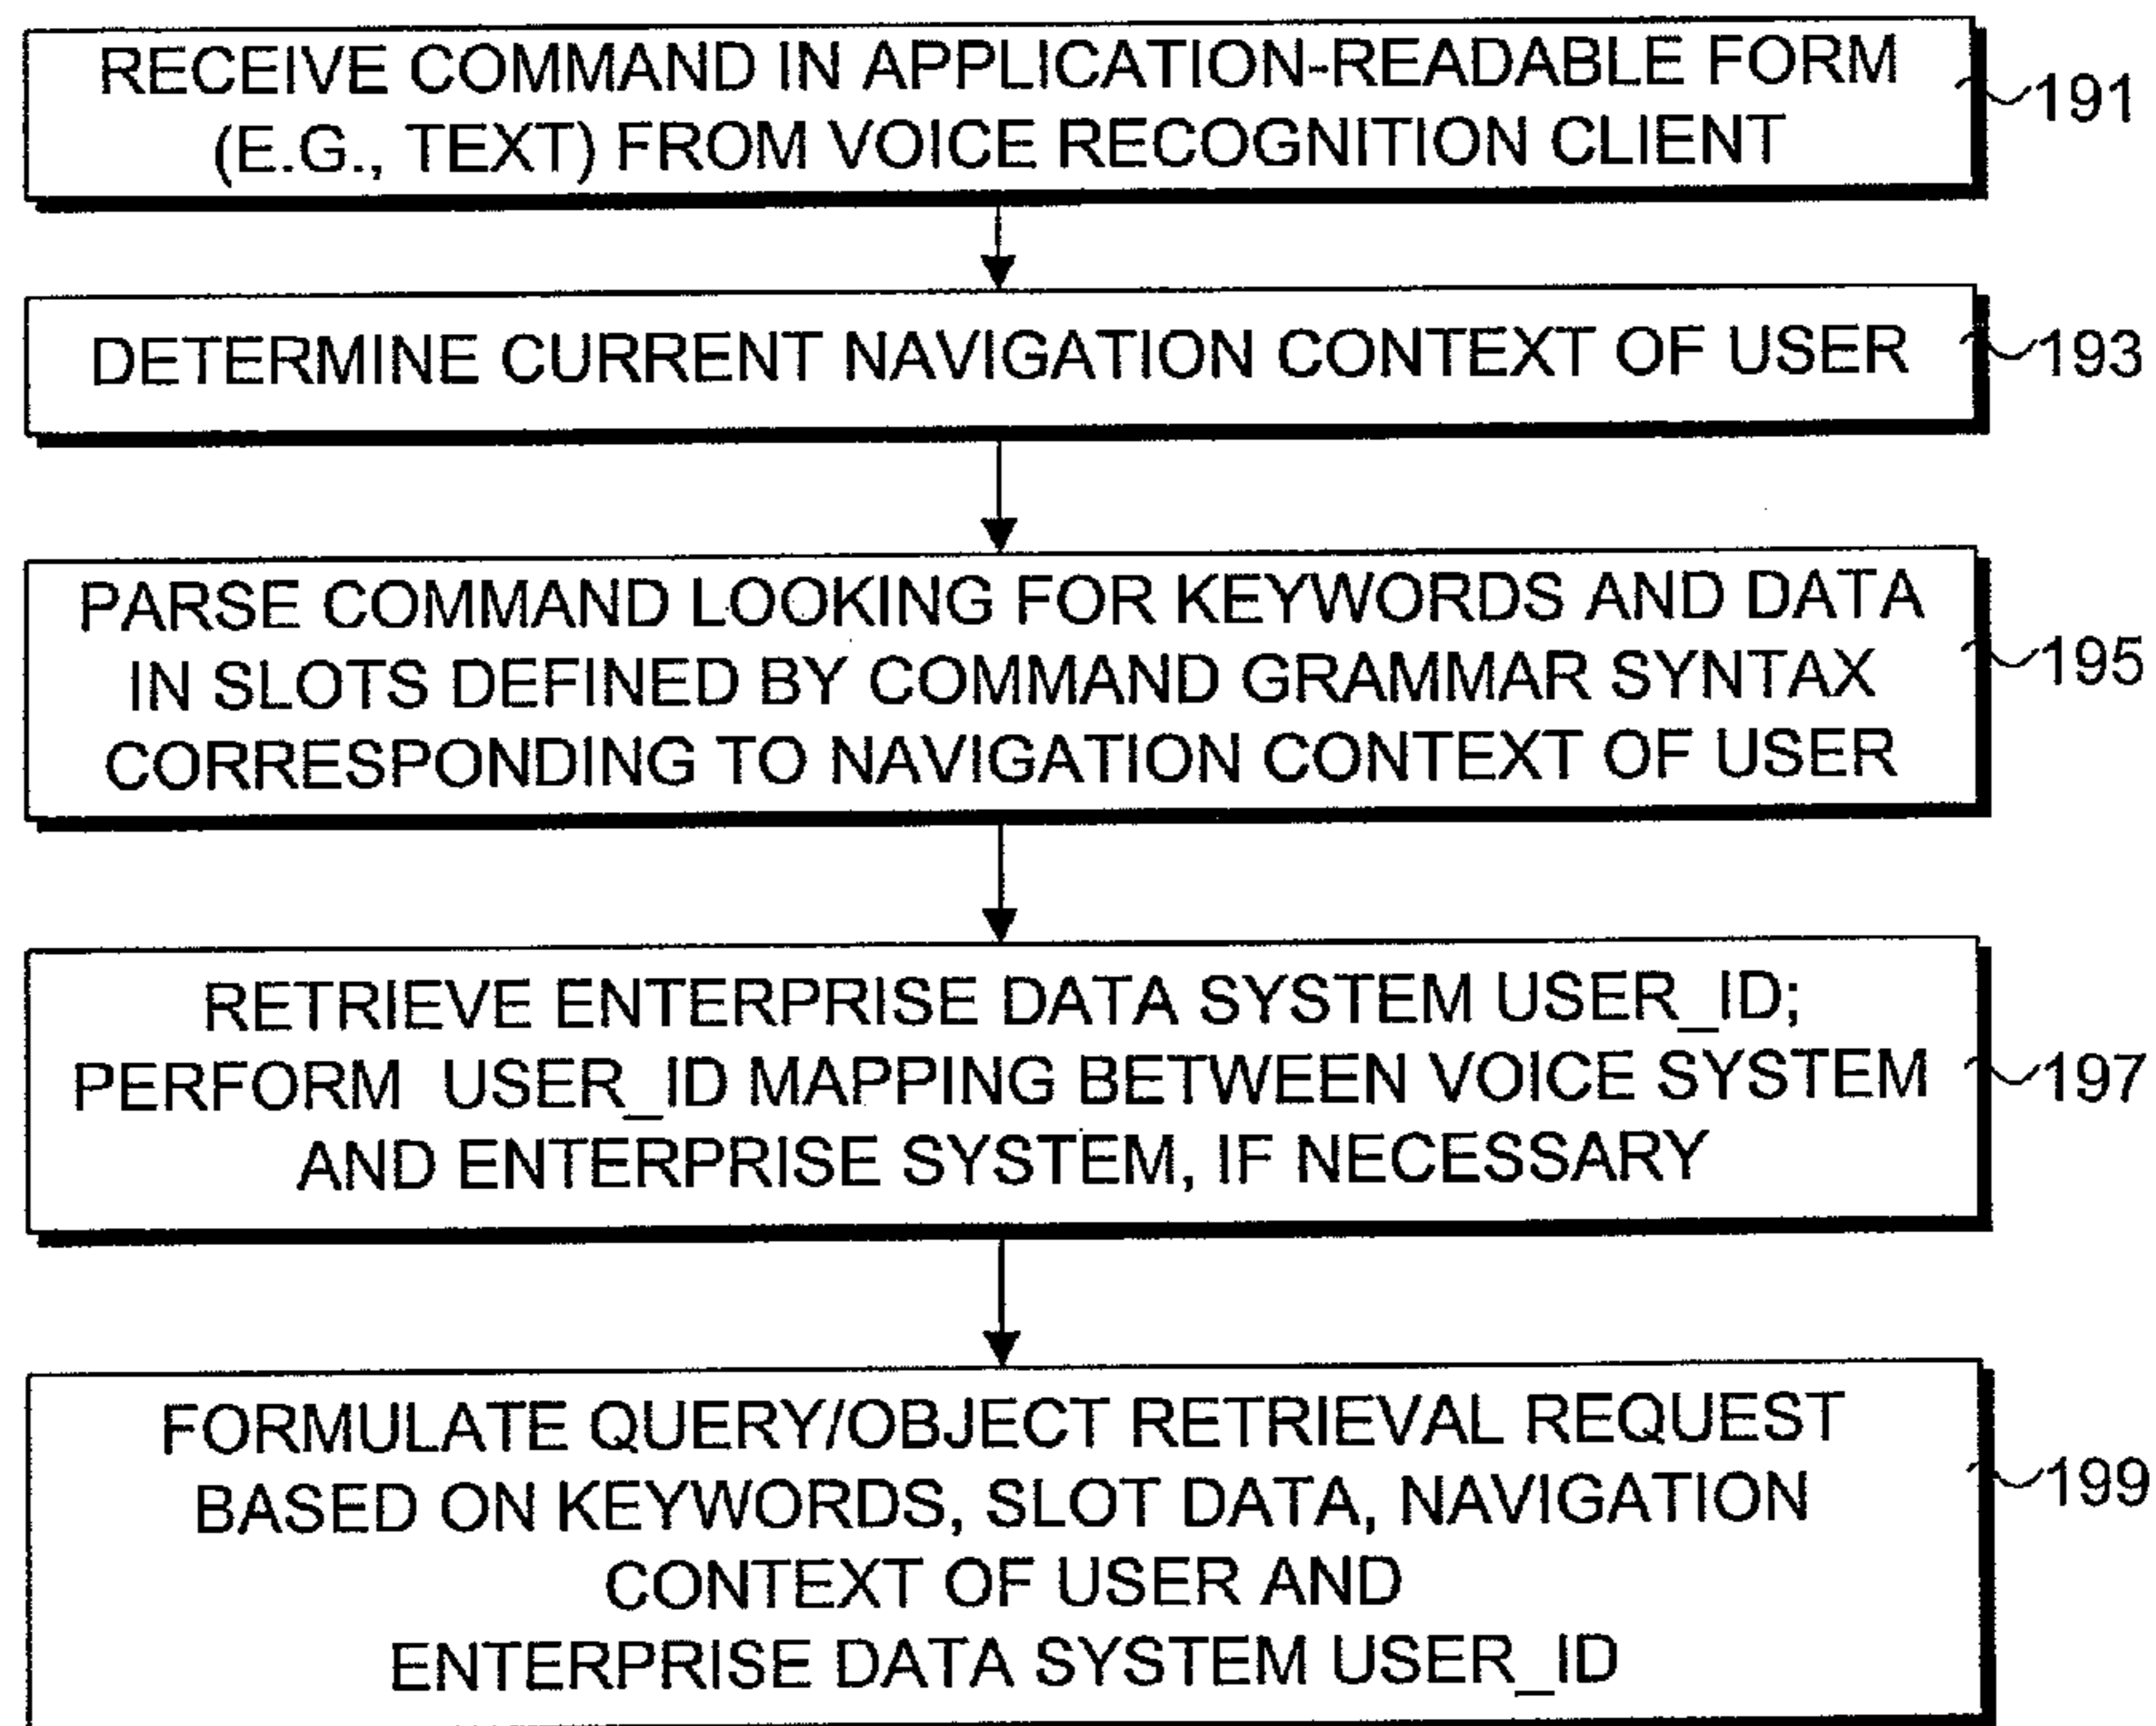 RECEIVE COMMAND IN APPLICATION-READABLE FORM
(E.G., TEXT) FROM VOICE RECOGNITION CLIENT
191
DETERMINE CURRENT NAVIGATION CONTEXT OF USER
193
PARSE COMMAND LOOKING FOR KEYWORDS AND DATA
IN SLOTS DEFINED BY COMMAND GRAMMAR SYNTAX
CORRESPONDING TO NAVIGATION CONTEXT OF USER
195
RETRIEVE ENTERPRISE DATA SYSTEM USER_ID;
PERFORM USER_ID MAPPING BETWEEN VOICE SYSTEM
AND ENTERPRISE SYSTEM, IF NECESSARY
197
FORMULATE QUERY/OBJECT RETRIEVAL REQUEST
BASED ON KEYWORDS, SLOT DATA, NAVIGATION
CONTEXT OF USER AND
ENTERPRISE DATA SYSTEM USER_ID
199